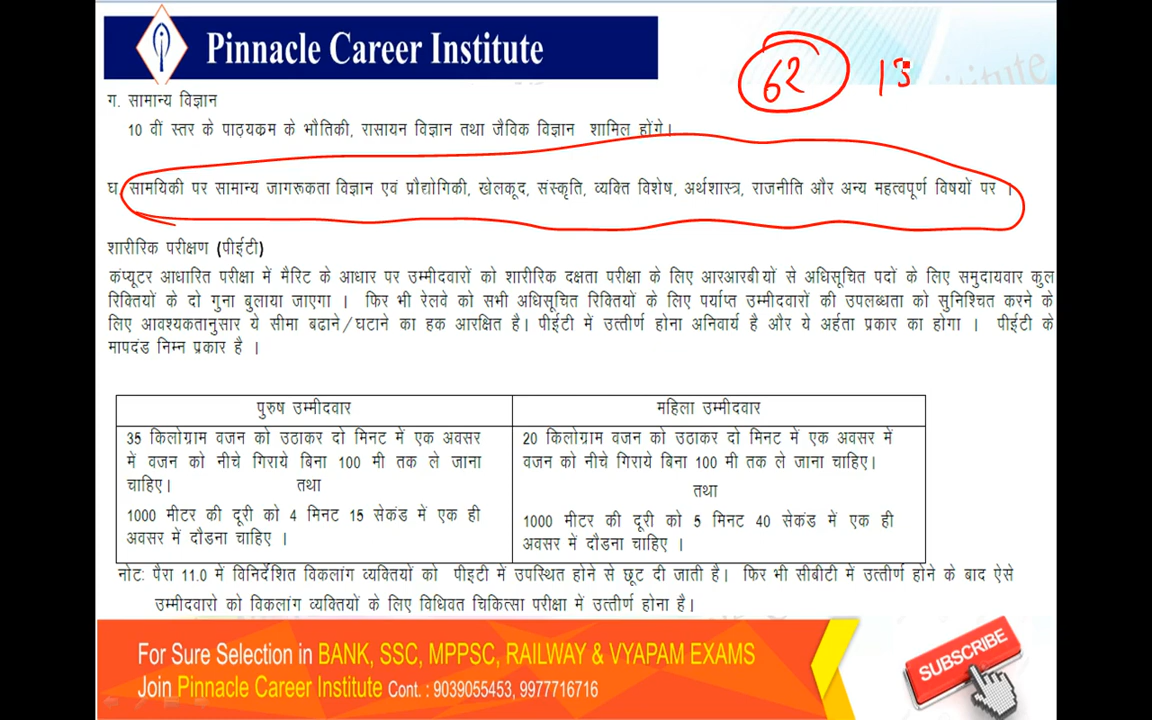 Pinnacle Career Institute
62 13
ग. सामान्य विज्ञान
10 वीं स्तर के पाठ्यकम के भौतिकी, रासायन विज्ञान तथा जैविक विज्ञान शामिल होंगे।
घ. सामयिकी पर सामान्य जागरूकता विज्ञान एवं प्रौद्योगिकी, खेलकूद, संस्कृति, व्यक्ति विशेष, अर्थशास्त्र, राजनीति और अन्य महत्वपूर्ण विषयों पर ।
शारीरिक परीक्षण (पीईटी)
कंप्यूटर आधारित परीक्षा में मैरिट के आधार पर उम्मीदवारों को शारीरिक दक्षता परीक्षा के लिए आरआरबीयों से अधिसूचित पदों के लिए समुदायवार कुल
रिक्तियों के दो गुना बुलाया जाएगा । फिर भी रेलवे को सभी अधिसूचित रिक्तियों के लिए पर्याप्त उम्मीदवारों की उपलब्धता को सुनिश्चित करने के
लिए आवश्यकतानुसार ये सीमा बढाने/घटाने का हक आरक्षित है। पीईटी में उत्तीर्ण होना अनिवार्य है और ये अर्हता प्रकार का होगा । पीईटी के
मापदंड निम्न प्रकार है ।
पुरुष उम्मीदवार
35 किलोग्राम वजन को उठाकर दो मिनट में एक अवसर
में वजन को नीचे गिराये बिना 100 मी तक ले जाना
चाहिए। तथा
1000 मीटर की दूरी को 4 मिनट 15 सेकंड में एक ही
अवसर में दौडना चाहिए ।
महिला उम्मीदवार
20 किलोग्राम वजन को उठाकर दो मिनट में एक अवसर में
वजन को नीचे गिराये बिना 100 मी तक ले जाना चाहिए।
तथा
1000 मीटर की दूरी को 5 मिनट 40 सेकंड में एक ही
अवसर में दौडना चाहिए ।
नोट: पैरा 11.0 में विनिर्देशित विकलांग व्यक्तियों को पीइटी में उपस्थित होने से छूट दी जाती है। फिर भी सीबीटी में उत्तीर्ण होने के बाद ऐसे
उम्मीदवारो को विकलांग व्यक्तियों के लिए विधिवत चिकित्सा परीक्षा में उत्तीर्ण होना है।
For Sure Selection in BANK, SSC, MPPSC, RAILWAY & VYAPAM EXAMS
Join Pinnacle Career Institute Cont. : 9039055453, 9977716716
SUBSCRIBE